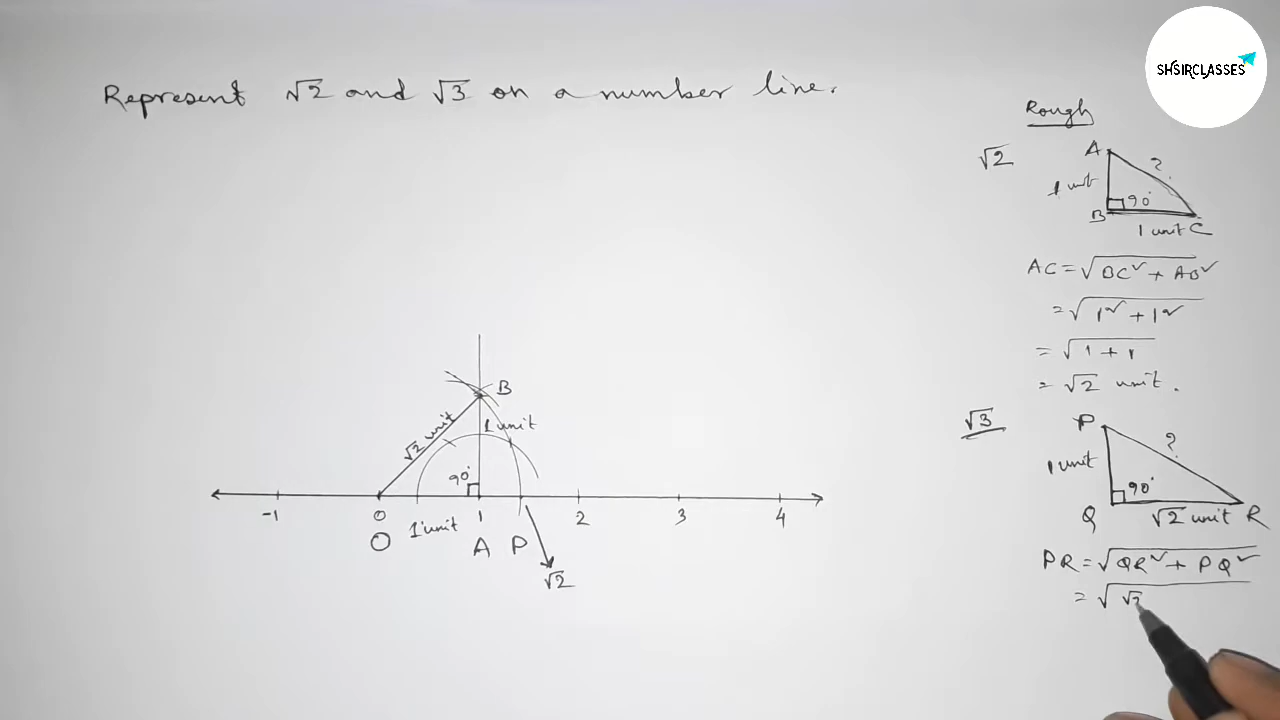 Represent √2 and √3 on a number line.
SHSIRCLASSES
Rough
√2
A
?
1 unit
90°
B
1 unit C
AC = √BC² + AB²
= √1² + 1²
= √1 + 1
= √2 unit.
√3
P
?
1 unit
90°
Q
√2 unit R
PR = √QR² + PQ²
= √ √2
B
√2 unit
1 unit
90°
-1 0 1 2 3 4
O 1 unit A P
√2